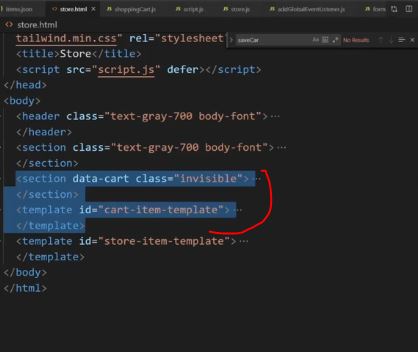 items.json store.html × shoppingCart.js script.js store.js addGlobalEventListener.js form
store.html
tailwind.min.css" rel="stylesheet"
saveCar Aa No Results
<title>Store</title>
<script src="script.js" defer></script>
</head>
<body>
<header class="text-gray-700 body-font">…
</header>
<section class="text-gray-700 body-font">…
</section>
<section data-cart class="invisible">…
</section>
<template id="cart-item-template">…
</template>
<template id="store-item-template">…
</template>
</body>
</html>